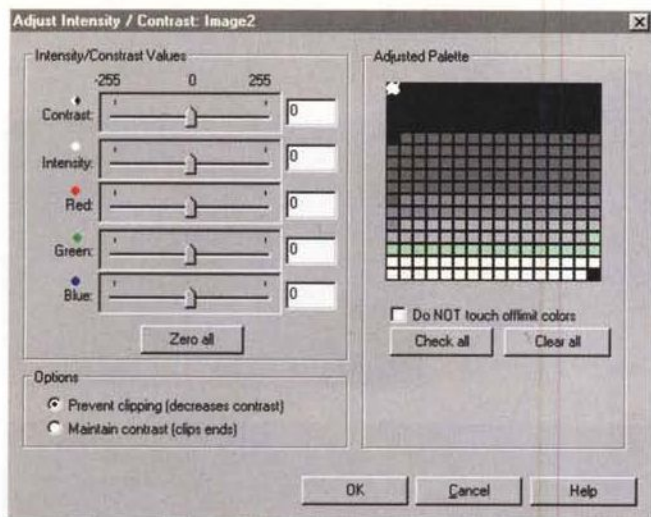 Adjust Intensity / Contrast: Image2
Intensity/Constrast Values
-255 0 255
Contrast: 0
Intensity: 0
Red: 0
Green: 0
Blue: 0
Zero all
Options
Prevent clipping (decreases contrast)
Maintain contrast (clips ends)
Adjusted Palette
Do NOT touch offlimit colors
Check all
Clear all
OK
Cancel
Help